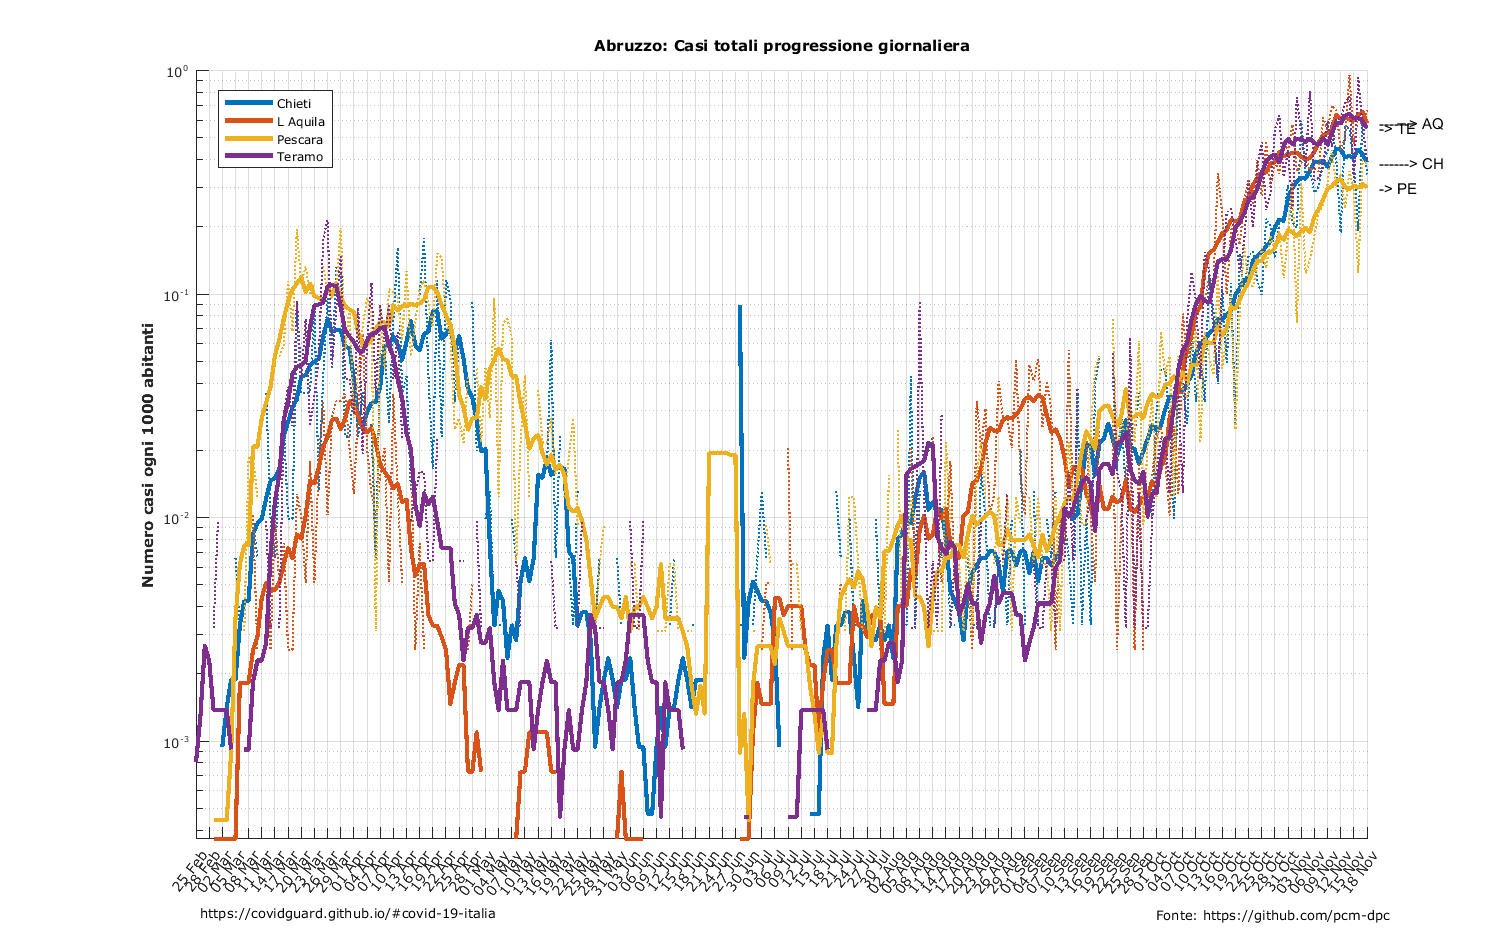 Abruzzo: Casi totali progressione giornaliera
Numero casi ogni 1000 abitanti
10⁰
10⁻¹
10⁻²
10⁻³
Chieti
L Aquila
Pescara
Teramo
------> AQ
-> TE
------> CH
-> PE
25 Feb
28 Feb
02 Mar
05 Mar
08 Mar
11 Mar
14 Mar
17 Mar
20 Mar
23 Mar
26 Mar
29 Mar
01 Apr
04 Apr
07 Apr
10 Apr
13 Apr
16 Apr
19 Apr
22 Apr
25 Apr
28 Apr
01 May
04 May
07 May
10 May
13 May
16 May
19 May
22 May
25 May
28 May
31 May
03 Jun
06 Jun
09 Jun
12 Jun
15 Jun
18 Jun
21 Jun
24 Jun
27 Jun
30 Jun
03 Jul
06 Jul
09 Jul
12 Jul
15 Jul
18 Jul
21 Jul
24 Jul
27 Jul
30 Jul
02 Aug
05 Aug
08 Aug
11 Aug
14 Aug
17 Aug
20 Aug
23 Aug
26 Aug
29 Aug
01 Sep
04 Sep
07 Sep
10 Sep
13 Sep
16 Sep
19 Sep
22 Sep
25 Sep
28 Sep
01 Oct
04 Oct
07 Oct
10 Oct
13 Oct
16 Oct
19 Oct
22 Oct
25 Oct
28 Oct
31 Oct
03 Nov
06 Nov
09 Nov
12 Nov
15 Nov
18 Nov
https://covidguard.github.io/#covid-19-italia
Fonte: https://github.com/pcm-dpc